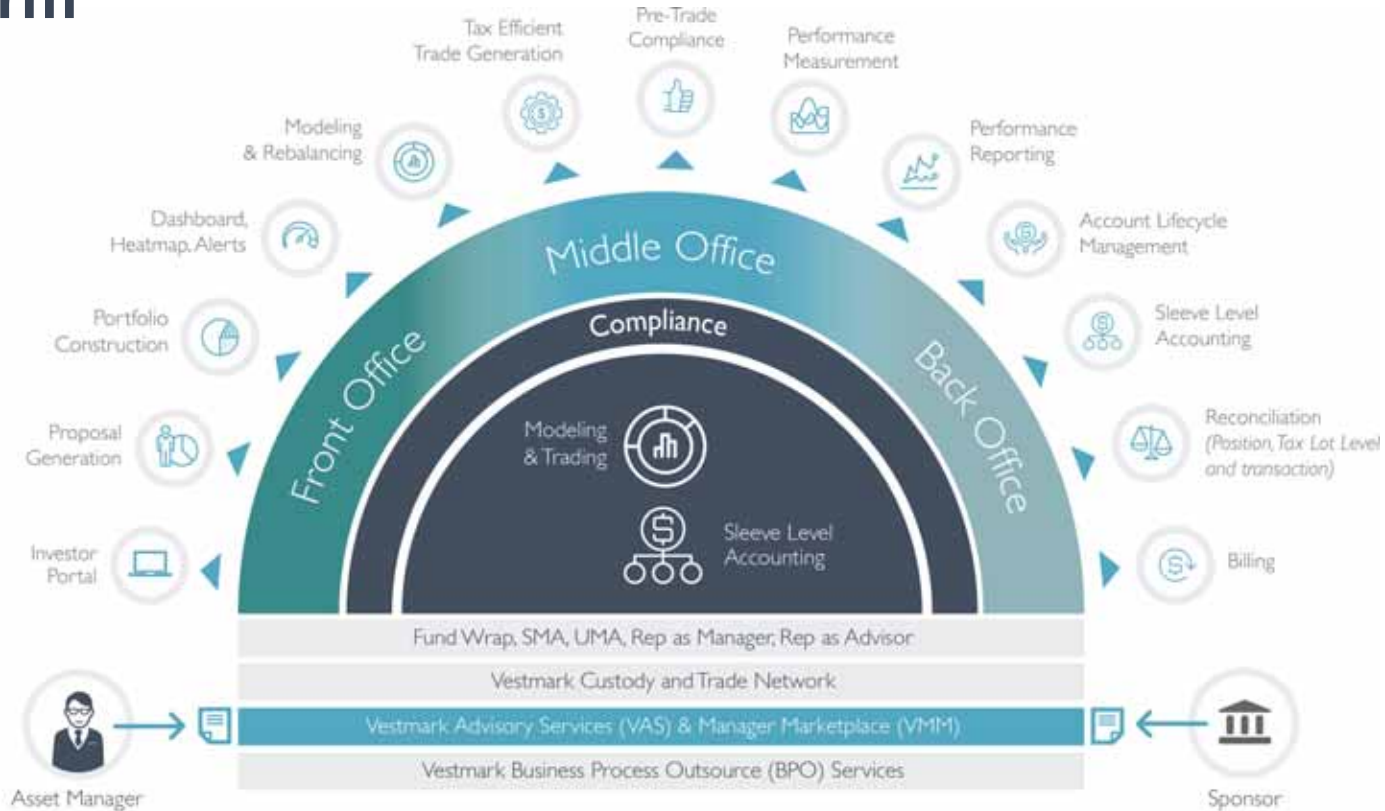 Tax Efficient
Trade Generation
Pre-Trade
Compliance
Performance
Measurement
Modeling
& Rebalancing
Performance
Reporting
Dashboard,
Heatmap, Alerts
Account Lifecycle
Management
Portfolio
Construction
Sleeve Level
Accounting
Proposal
Generation
Reconciliation
(Position, Tax Lot Level
and transaction)
Investor
Portal
Billing
Front Office
Middle Office
Back Office
Compliance
Modeling
& Trading
Sleeve Level
Accounting
Fund Wrap, SMA, UMA, Rep as Manager, Rep as Advisor
Vestmark Custody and Trade Network
Vestmark Advisory Services (VAS) & Manager Marketplace (VMM)
Vestmark Business Process Outsource (BPO) Services
Asset Manager
Sponsor